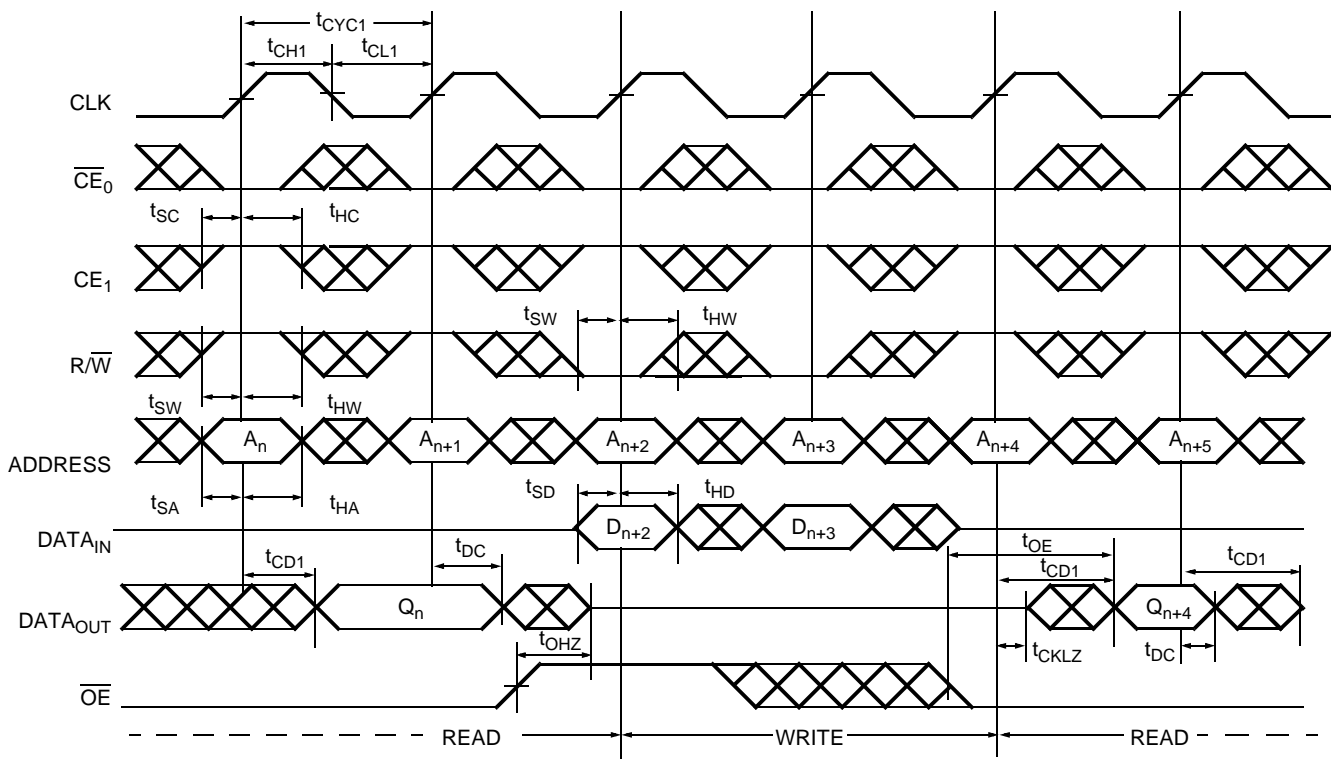 tCYC1
tCH1 tCL1
CLK
CE0
tSC tHC
CE1
tSW tHW
R/W
tSW tHW
An An+1 An+2 An+3 An+4 An+5
ADDRESS
tSA tHA tSD tHD
DATAIN Dn+2 Dn+3
tCD1 tDC tOE tCD1 tCD1
DATAOUT Qn Qn+4
tOHZ tCKLZ tDC
OE
READ WRITE READ